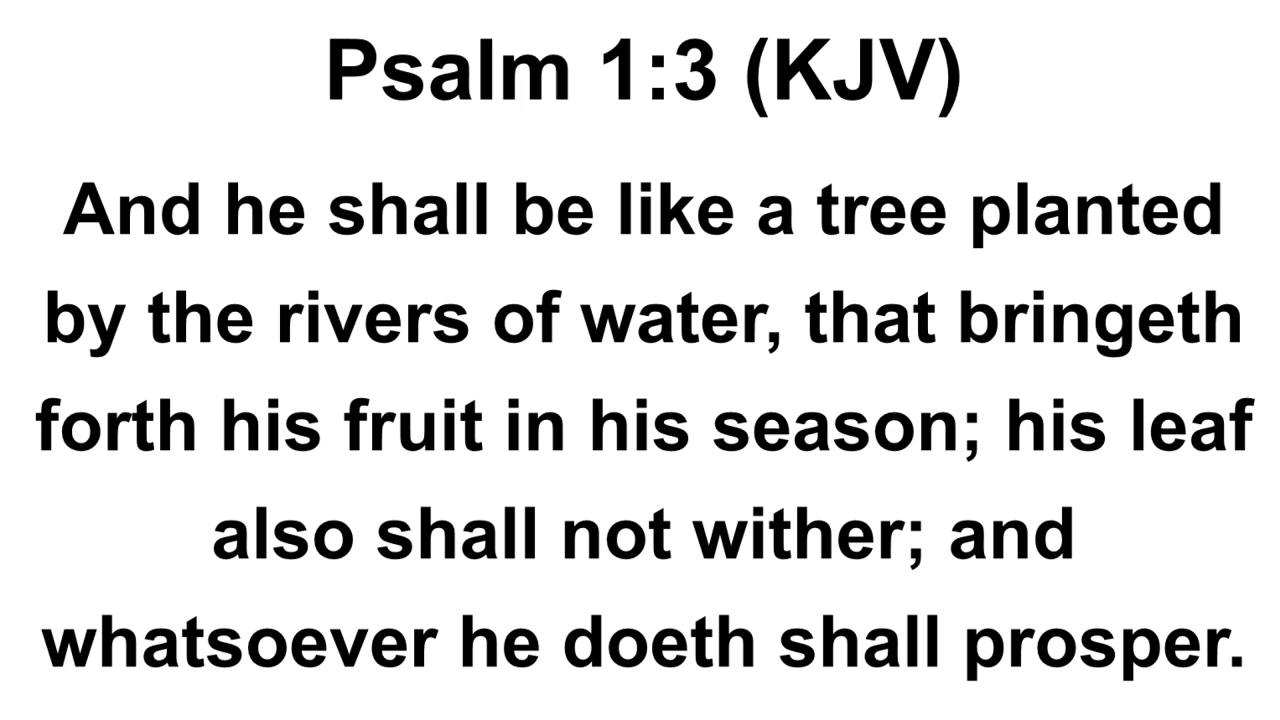 Psalm 1:3 (KJV)
And he shall be like a tree planted
by the rivers of water, that bringeth
forth his fruit in his season; his leaf
also shall not wither; and
whatsoever he doeth shall prosper.